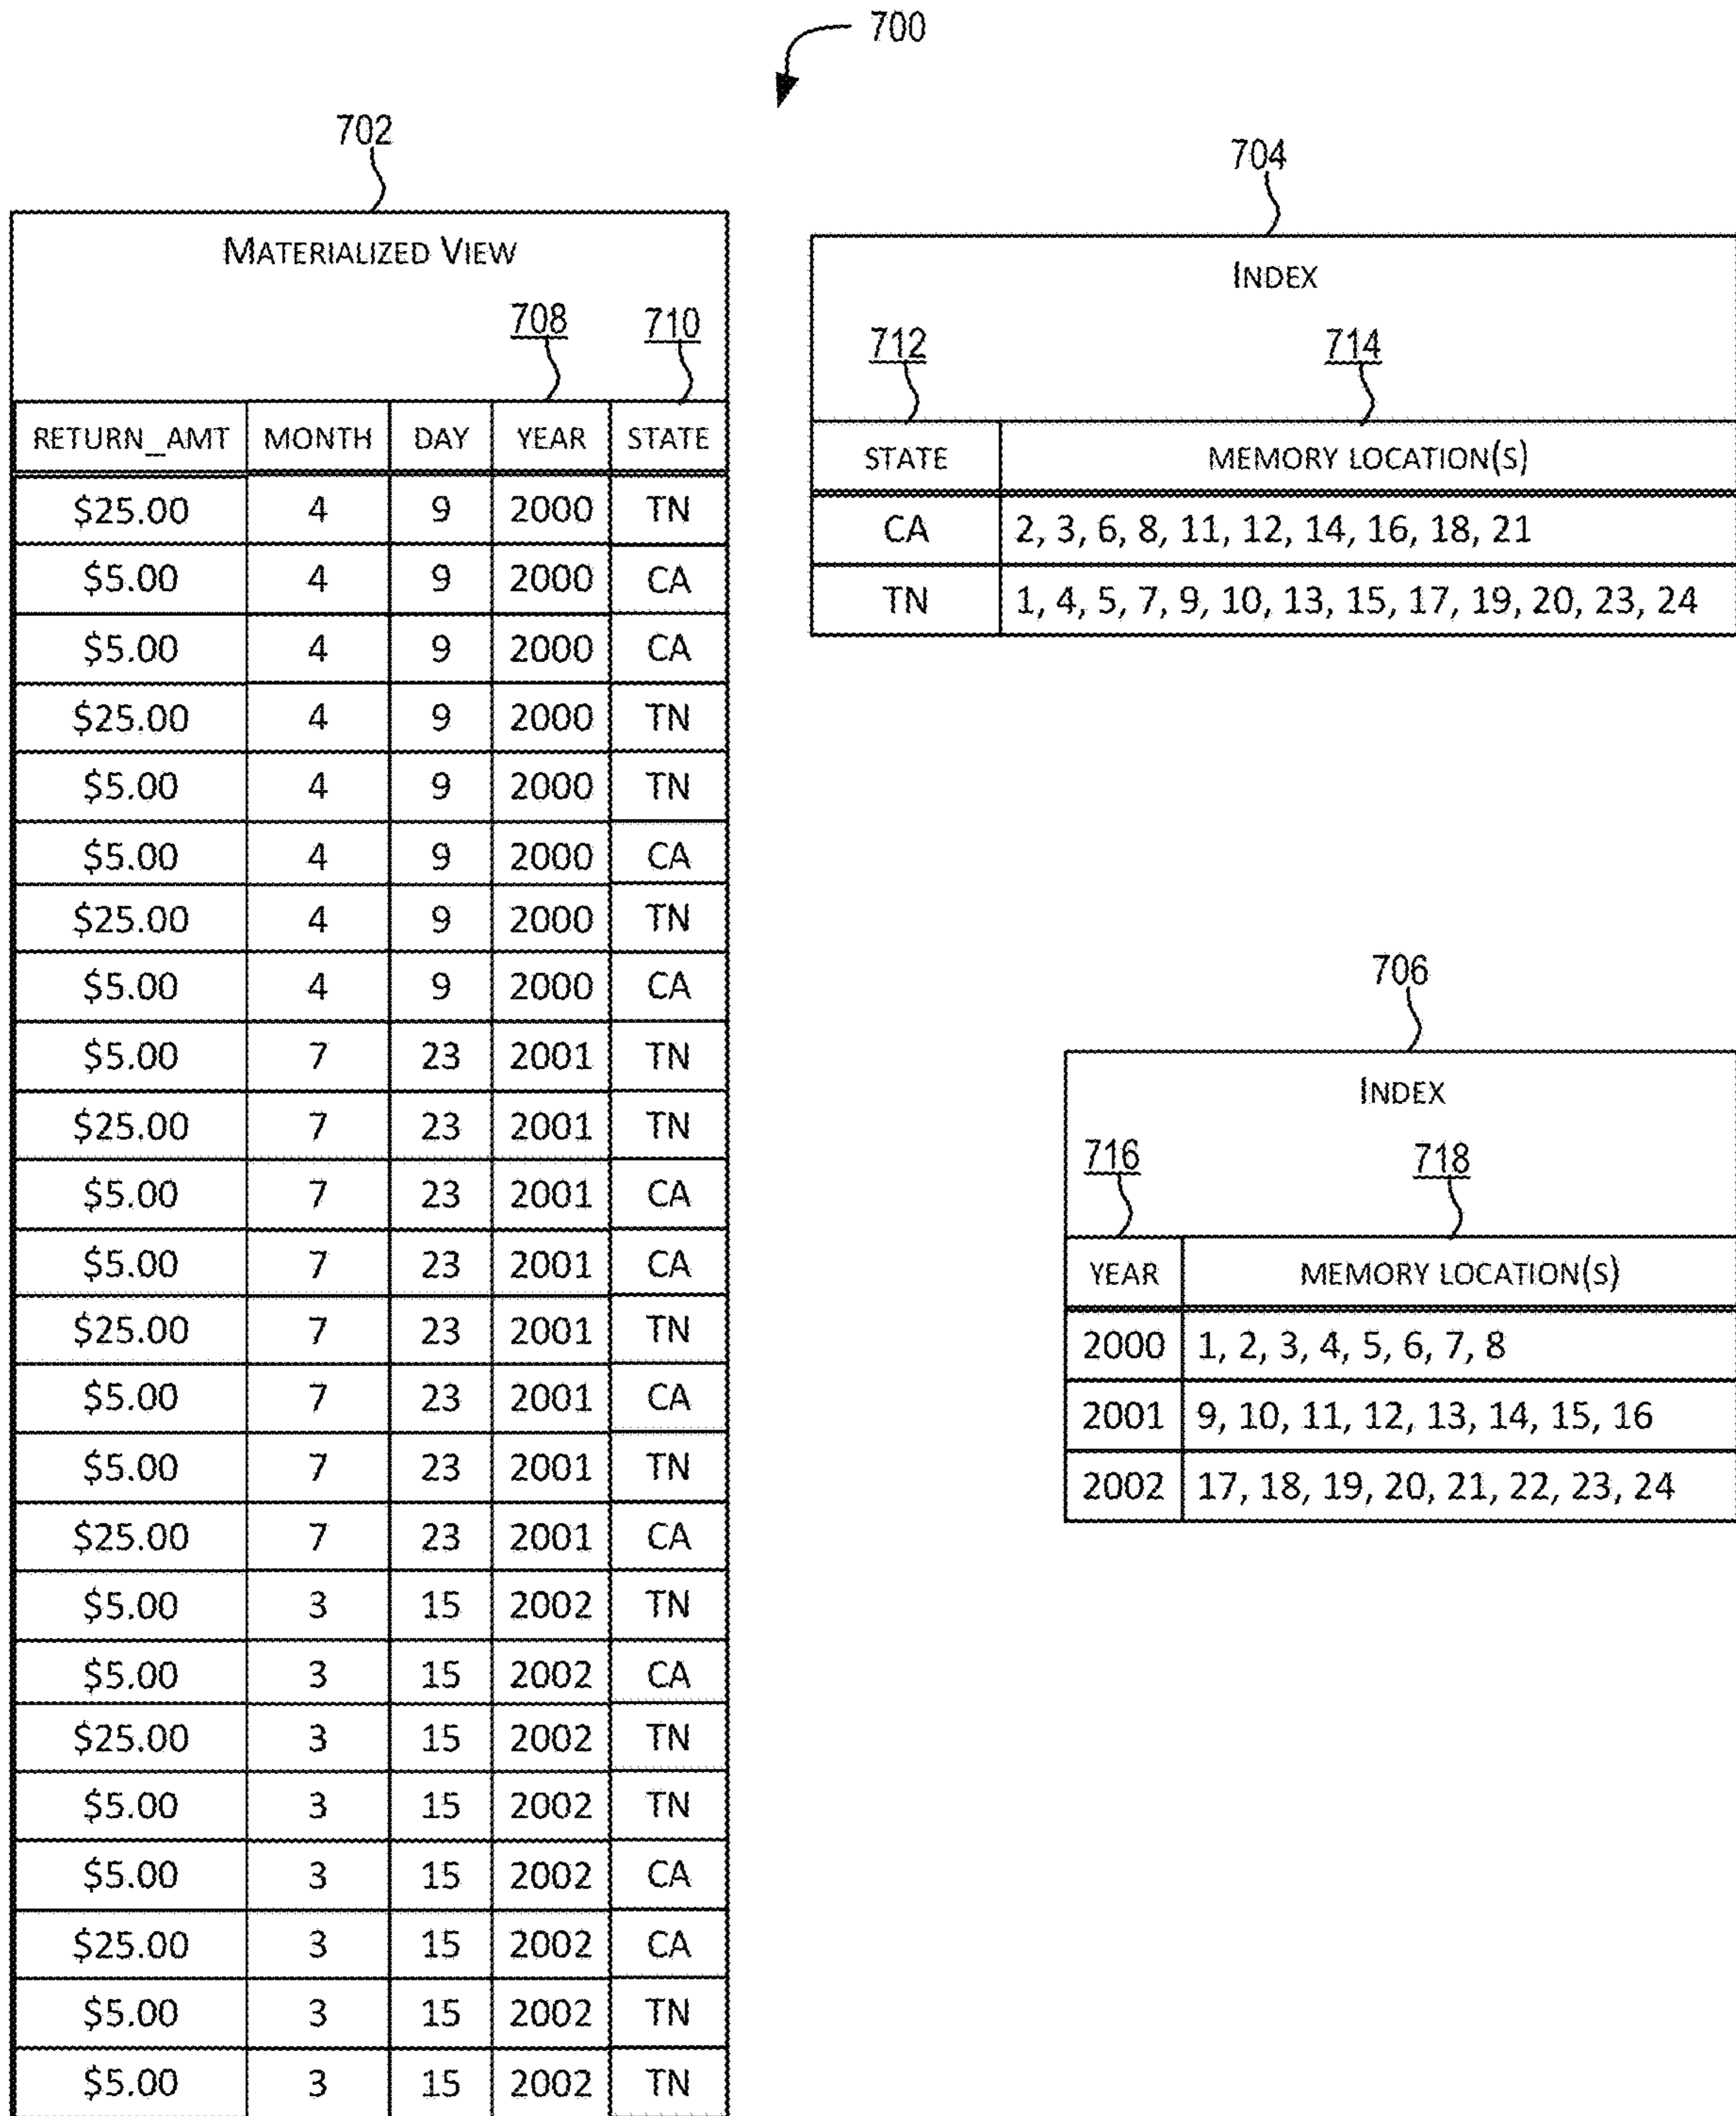 700
702
MATERIALIZED VIEW
708 710
RETURN_AMT MONTH DAY YEAR STATE
$25.00 4 9 2000 TN
$5.00 4 9 2000 CA
$5.00 4 9 2000 CA
$25.00 4 9 2000 TN
$5.00 4 9 2000 TN
$5.00 4 9 2000 CA
$25.00 4 9 2000 TN
$5.00 4 9 2000 CA
$5.00 7 23 2001 TN
$25.00 7 23 2001 TN
$5.00 7 23 2001 CA
$5.00 7 23 2001 CA
$25.00 7 23 2001 TN
$5.00 7 23 2001 CA
$5.00 7 23 2001 TN
$25.00 7 23 2001 CA
$5.00 3 15 2002 TN
$5.00 3 15 2002 CA
$25.00 3 15 2002 TN
$5.00 3 15 2002 TN
$5.00 3 15 2002 CA
$25.00 3 15 2002 CA
$5.00 3 15 2002 TN
$5.00 3 15 2002 TN
704
INDEX
712 714
STATE MEMORY LOCATION(S)
CA 2, 3, 6, 8, 11, 12, 14, 16, 18, 21
TN 1, 4, 5, 7, 9, 10, 13, 15, 17, 19, 20, 23, 24
706
INDEX
716 718
YEAR MEMORY LOCATION(S)
2000 1, 2, 3, 4, 5, 6, 7, 8
2001 9, 10, 11, 12, 13, 14, 15, 16
2002 17, 18, 19, 20, 21, 22, 23, 24